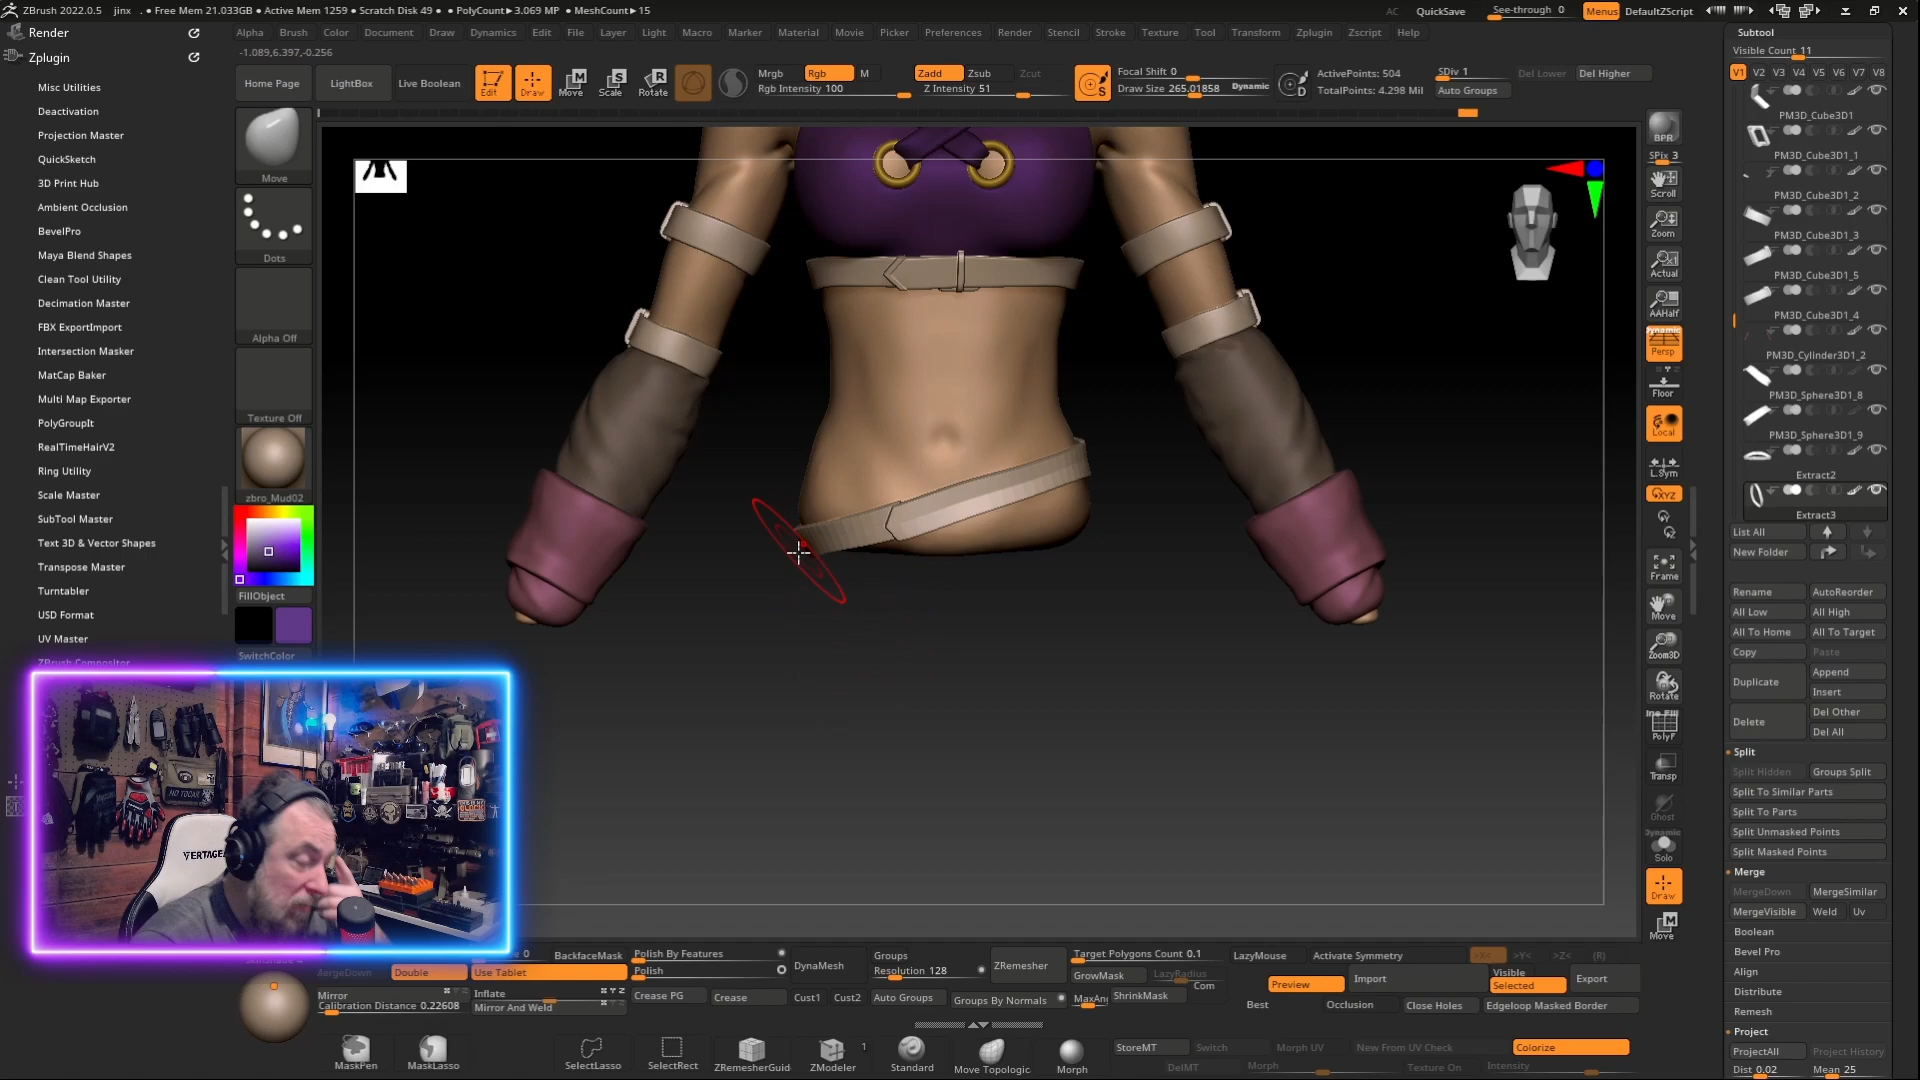 ZBrush 2022.0.5 jinx . • Free Mem 21.033GB • Active Mem 1259 • Scratch Disk 49 • • PolyCount► 3.069 MP • MeshCount► 15
AC QuickSave See-through 0 Menus DefaultZScript
Render
Alpha Brush Color Document Draw Dynamics Edit File Layer Light Macro Marker Material Movie Picker Preferences Render Stencil Stroke Texture Tool Transform Zplugin Zscript Help
Zplugin
-1.089,6.397,-0.256
Misc Utilities
Deactivation
Projection Master
QuickSketch
3D Print Hub
Ambient Occlusion
BevelPro
Maya Blend Shapes
Clean Tool Utility
Decimation Master
FBX ExportImport
Intersection Masker
MatCap Baker
Multi Map Exporter
PolyGroupIt
RealTimeHairV2
Ring Utility
Scale Master
SubTool Master
Text 3D & Vector Shapes
Transpose Master
Turntabler
USD Format
UV Master
ZBrush Compositor
Home Page LightBox Live Boolean
Edit Draw Move Scale Rotate
Mrgb Rgb M
Rgb Intensity 100
Zadd Zsub Zcut
Z Intensity 51
Focal Shift 0
Draw Size 265.01858 Dynamic
ActivePoints: 504
TotalPoints: 4.298 Mil
SDiv 1 Del Lower Del Higher
Auto Groups
Move
Dots
Alpha Off
Texture Off
zbro_Mud02
FillObject
SwitchColor
BPR
SPix 3
Scroll
Zoom
Actual
AAHalf
Dynamic
Persp
Floor
Local
L.Sym
XYZ
Frame
Move
Zoom3D
Rotate
Line Fill
PolyF
Transp
Ghost
Dynamic
Solo
Draw
Move
Subtool
Visible Count 11
V1 V2 V3 V4 V5 V6 V7 V8
PM3D_Cube3D1
PM3D_Cube3D1_1
PM3D_Cube3D1_2
PM3D_Cube3D1_3
PM3D_Cube3D1_5
PM3D_Cube3D1_4
PM3D_Cylinder3D1_2
PM3D_Sphere3D1_8
PM3D_Sphere3D1_9
Extract2
Extract3
List All
New Folder
Rename AutoReorder
All Low All High
All To Home All To Target
Copy Paste
Duplicate Append
Insert
Delete Del Other
Del All
Split
Split Hidden Groups Split
Split To Similar Parts
Split To Parts
Split Unmasked Points
Split Masked Points
Merge
MergeDown MergeSimilar
MergeVisible Weld Uv
Boolean
Bevel Pro
Align
Distribute
Remesh
Project
ProjectAll Project History
Dist 0.02 Mean 25
NO TOCAR
VERTAGE
0 BackfaceMask
MergeDown Double Use Tablet
Mirror Inflate
Calibration Distance 0.22608 Mirror And Weld
Polish By Features
Polish
Crease PG Crease
DynaMesh
Cust1 Cust2
Groups
Resolution 128
Auto Groups Groups By Normals
ZRemesher
Target Polygons Count 0.1
GrowMask LazyRadius
ShrinkMask Com
LazyMouse Activate Symmetry >X< >Y< >Z< (R)
Preview Import Visible
Selected Export
Best Occlusion Close Holes Edgeloop Masked Border
MaskPen MaskLasso SelectLasso SelectRect ZRemesherGuid ZModeler 1 Standard Move Topologic Morph
StoreMT Switch Morph UV New From UV Check Colorize
DelMT Morph Texture On Intensity